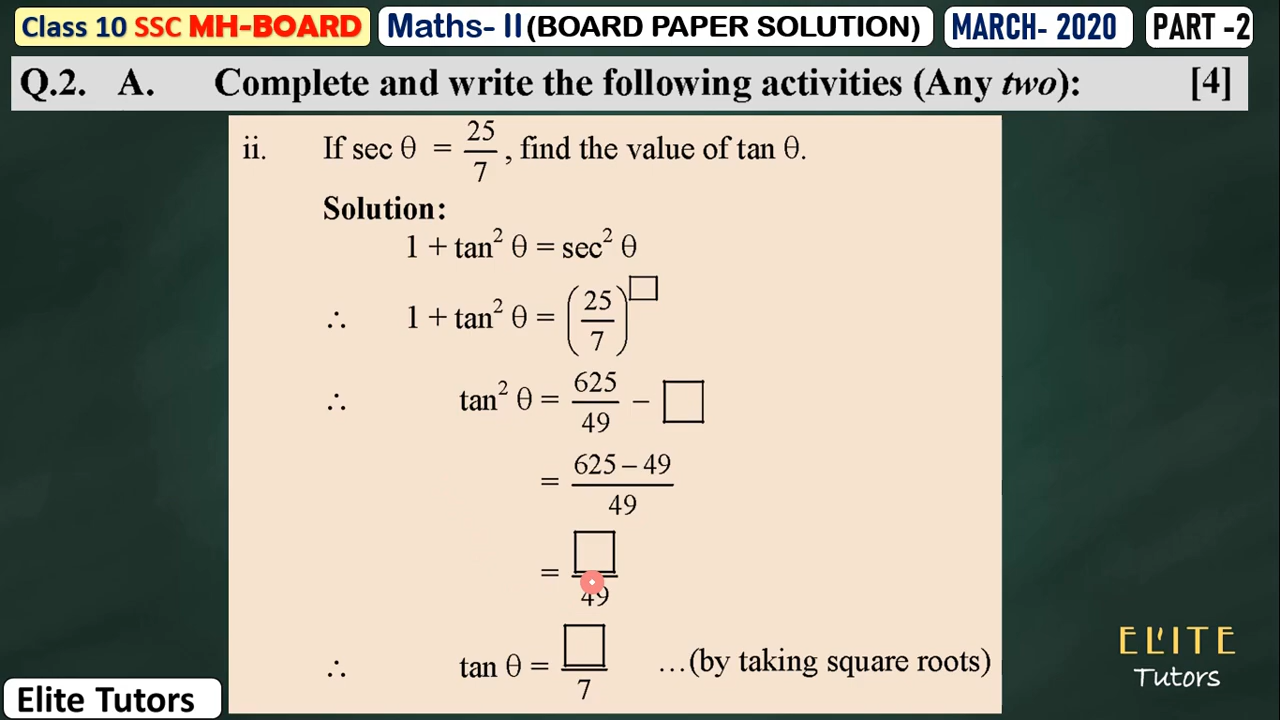 Class 10 SSC MH-BOARD Maths- II (BOARD PAPER SOLUTION) MARCH- 2020 PART -2
Q.2. A. Complete and write the following activities (Any two): [4]
ii. If sec θ = 25/7, find the value of tan θ.
Solution:
1 + tan² θ = sec² θ
∴ 1 + tan² θ = (25/7)^□
∴ tan² θ = 625/49 − □
= (625 − 49)/49
= □/49
∴ tan θ = □/7 ...(by taking square roots)
ELITE
Tutors
Elite Tutors